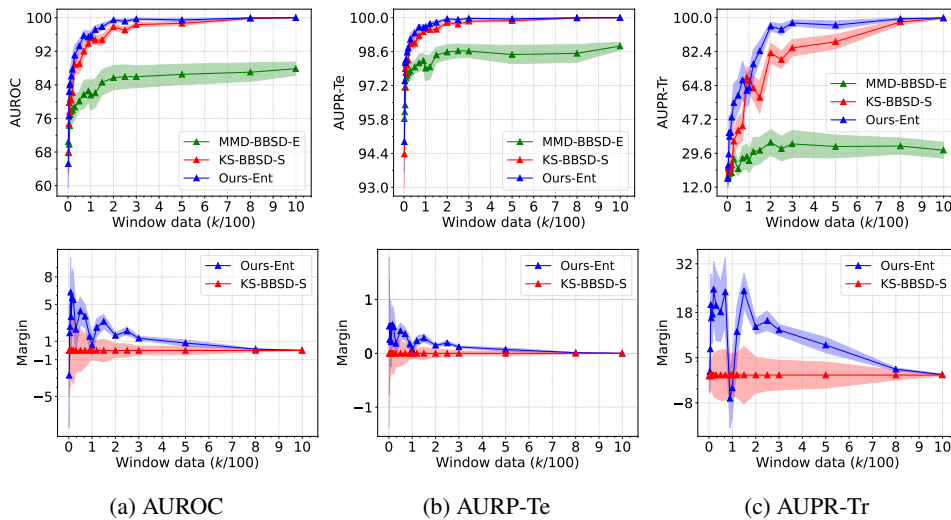 AUROC
100
92
84
76
68
60
MMD-BBSD-E
KS-BBSD-S
Ours-Ent
0 1 2 3 4 5 6 7 8 9 10
Window data (k/100)
AUPR-Te
100.0
98.6
97.2
95.8
94.4
93.0
MMD-BBSD-E
KS-BBSD-S
Ours-Ent
0 1 2 3 4 5 6 7 8 9 10
Window data (k/100)
AUPR-Tr
100.0
82.4
64.8
47.2
29.6
12.0
MMD-BBSD-E
KS-BBSD-S
Ours-Ent
0 1 2 3 4 5 6 7 8 9 10
Window data (k/100)
Margin
8
5
1
−1
−5
Ours-Ent
KS-BBSD-S
0 1 2 3 4 5 6 7 8 9 10
Window data (k/100)
Margin
1
0
−1
Ours-Ent
KS-BBSD-S
0 1 2 3 4 5 6 7 8 9 10
Window data (k/100)
Margin
32
18
5
−8
Ours-Ent
KS-BBSD-S
0 1 2 3 4 5 6 7 8 9 10
Window data (k/100)
(a) AUROC
(b) AURP-Te
(c) AUPR-Tr